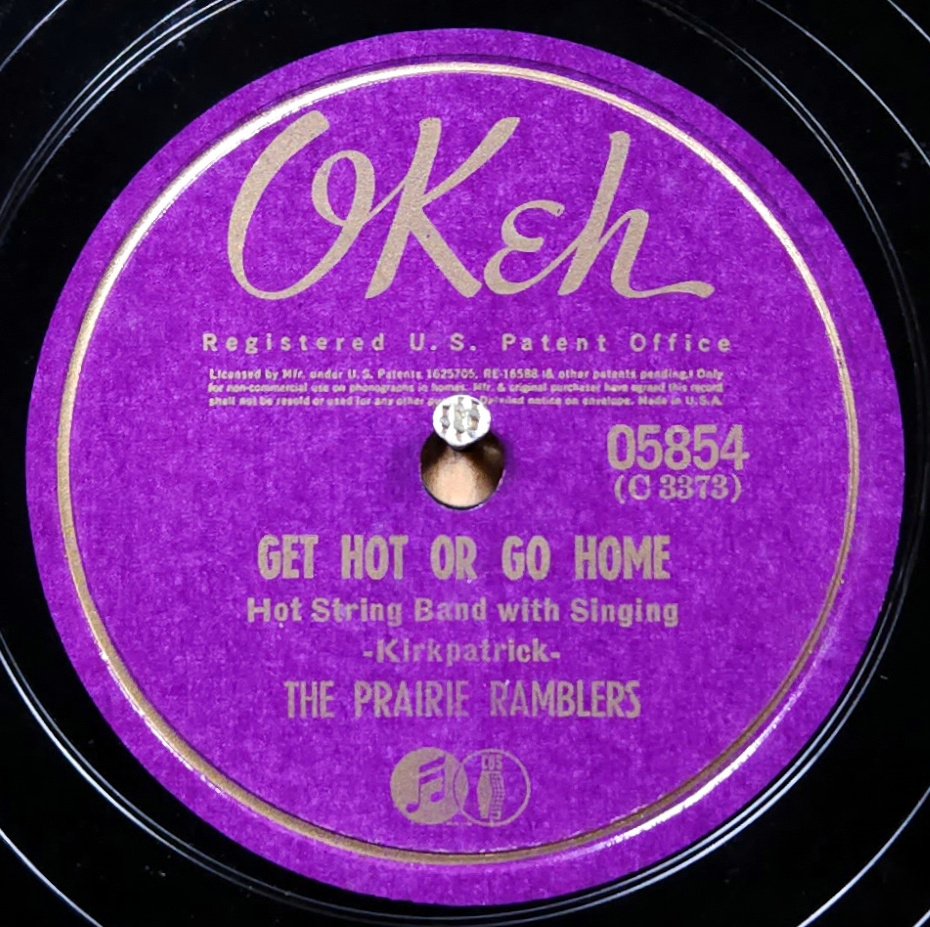 OKeh
Registered U.S. Patent Office
Licensed by Mfr. under U.S. Patents 1625705, RE-16588 (& other patents pending.) Only
for non-commercial use on phonographs in homes. Mfr. & original purchaser have agreed this record
shall not be resold or used for any other Detailed notice on envelope. Made in U.S.A.
05854
(C 3373)
GET HOT OR GO HOME
Hot String Band with Singing
-Kirkpatrick-
THE PRAIRIE RAMBLERS
CBS